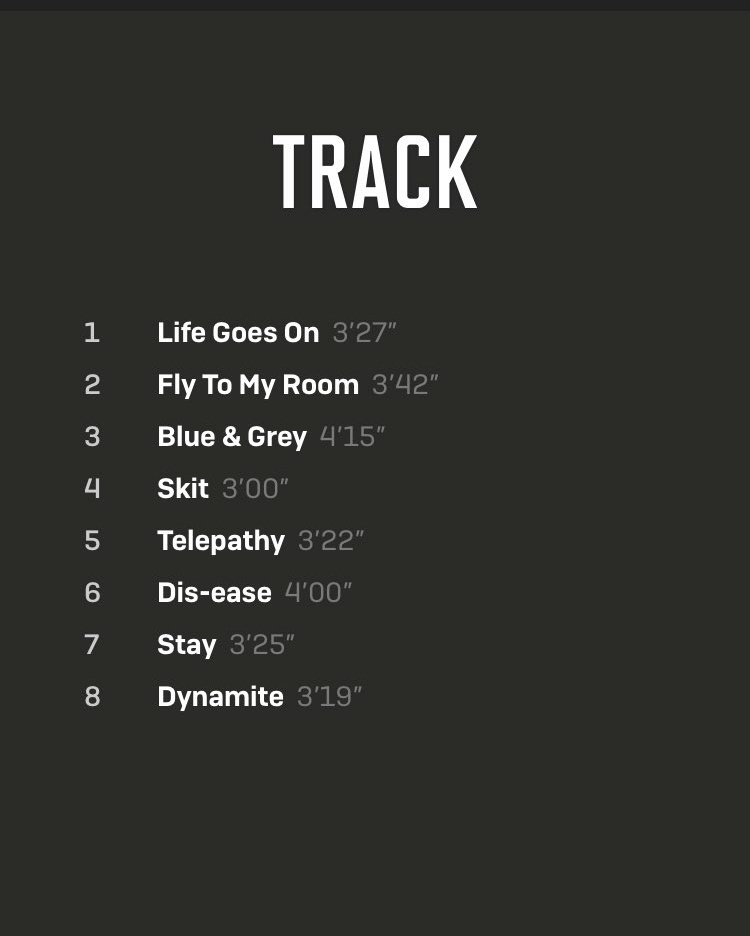 TRACK
1 Life Goes On 3’27”
2 Fly To My Room 3’42”
3 Blue & Grey 4’15”
4 Skit 3’00”
5 Telepathy 3’22”
6 Dis-ease 4’00”
7 Stay 3’25”
8 Dynamite 3’19”